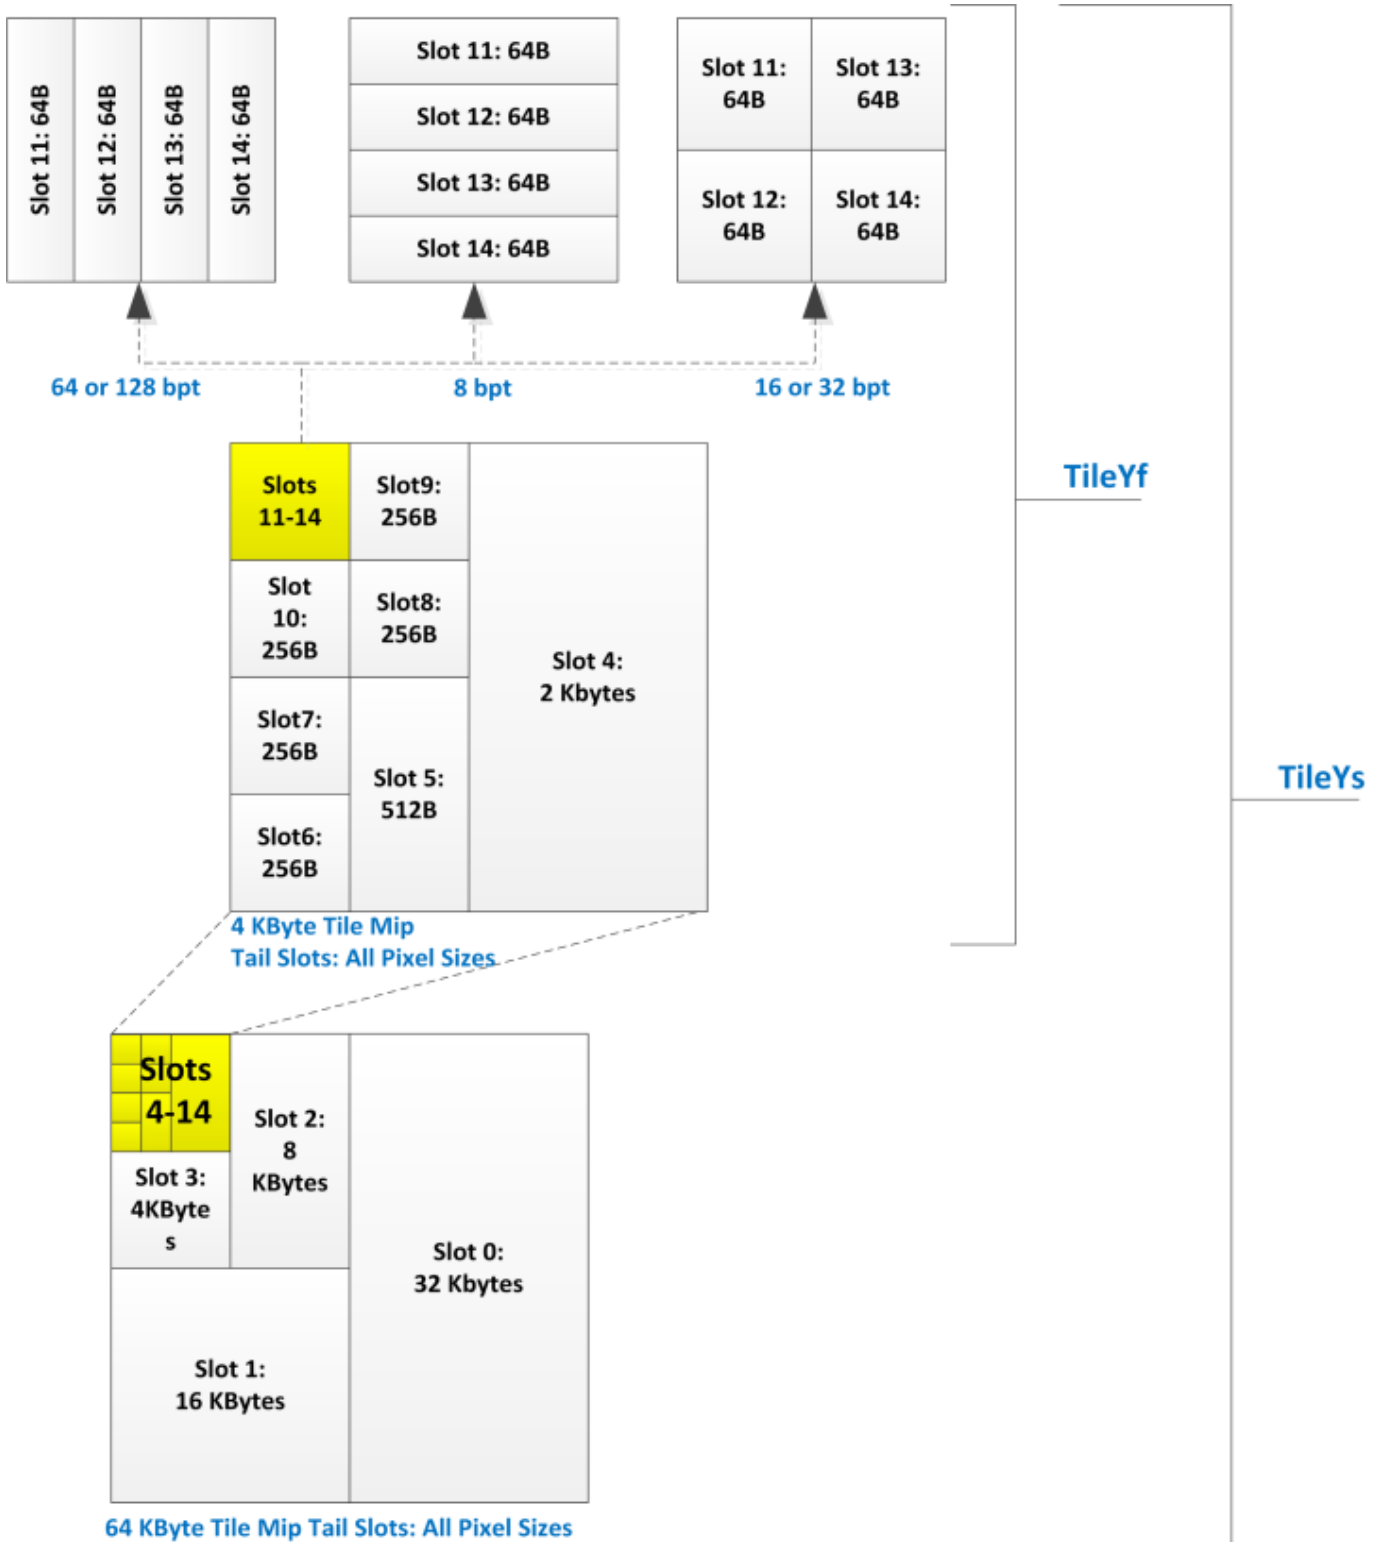 Slot 11: 64B
Slot 12: 64B
Slot 13: 64B
Slot 14: 64B
Slot 11: 64B
Slot 12: 64B
Slot 13: 64B
Slot 14: 64B
Slot 11:
64B
Slot 13:
64B
Slot 12:
64B
Slot 14:
64B
64 or 128 bpt
8 bpt
16 or 32 bpt
Slots
11-14
Slot9:
256B
Slot
10:
256B
Slot8:
256B
Slot 4:
2 Kbytes
Slot7:
256B
Slot 5:
512B
Slot6:
256B
4 KByte Tile Mip
Tail Slots: All Pixel Sizes
TileYf
TileYs
Slots
4-14
Slot 2:
8
KBytes
Slot 3:
4KByte
s
Slot 0:
32 Kbytes
Slot 1:
16 KBytes
64 KByte Tile Mip Tail Slots: All Pixel Sizes